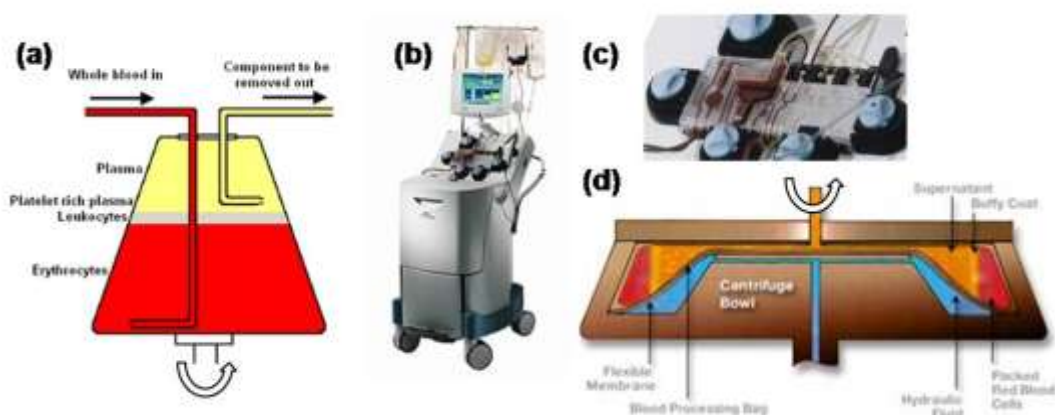 (a)
Whole blood in
Component to be
removed out
Plasma
Platelet rich plasma
Leukocytes
Erythrocytes
(b)
(c)
(d)
Supernatant
Buffy Coat
Centrifuge
Bowl
Flexible
Membrane
Blood Processing Bag
Hydraulic
Fluid
Packed
Red Blood
Cells